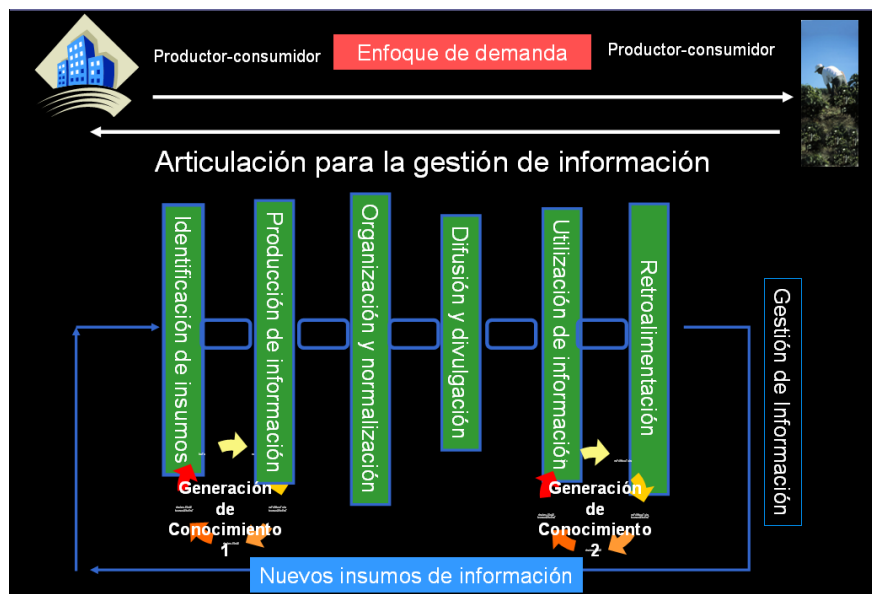 Productor-consumidor
Enfoque de demanda
Productor-consumidor
Articulación para la gestión de información
Identificación de insumos
Producción de información
Organización y normalización
Difusión y divulgación
Utilización de información
Retroalimentación
Gestión de Información
Generación
de
Conocimiento
1
Generación
de
Conocimiento
2
Nuevos insumos de información